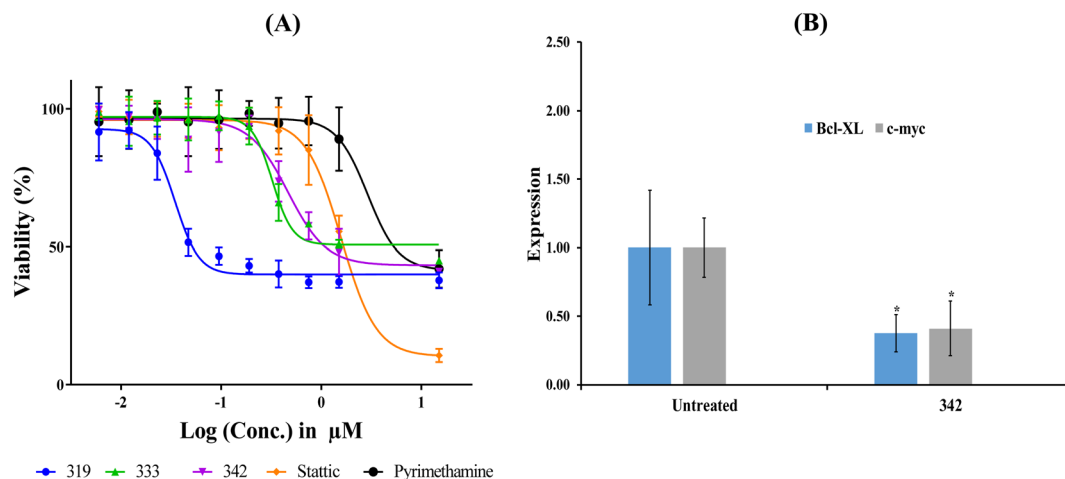 (A)
(B)
Viability (%)
100
50
0
-2 -1 0 1
Log (Conc.) in µM
319 333 342 Stattic Pyrimethamine
Expression
2.50
2.00
1.50
1.00
0.50
0.00
Bcl-XL c-myc
* *
Untreated 342